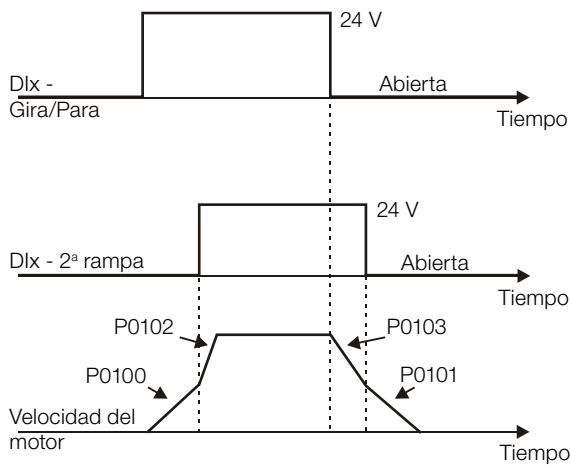 24 V
DIx -
Gira/Para
Abierta
Tiempo
24 V
DIx - 2ª rampa
Abierta
Tiempo
P0102
P0103
P0100
P0101
Velocidad del
motor
Tiempo